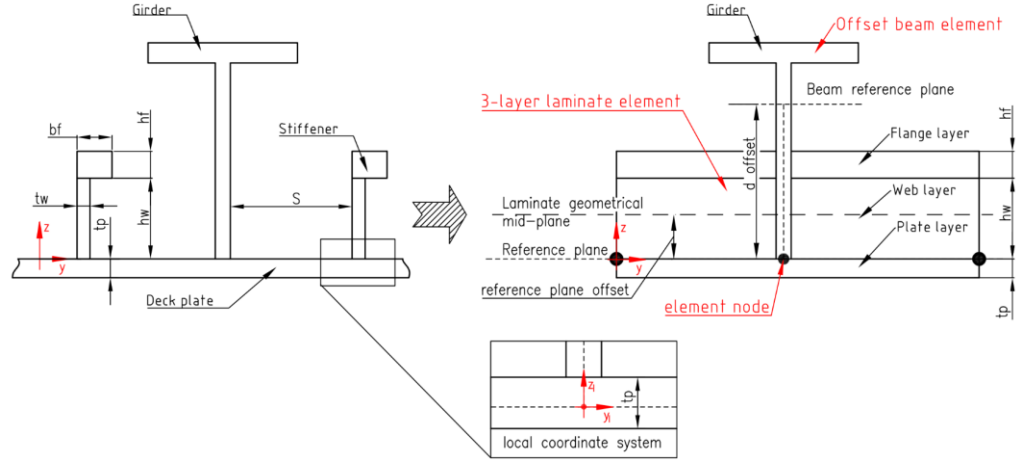 Girder
bf
hf
Stiffener
tw
tp
hw
S
z
y
Deck plate
Girder
Offset beam element
Beam reference plane
3-layer laminate element
d offset
Flange layer
hf
Laminate geometrical
mid-plane
Web layer
hw
z
Reference plane
y
Plate layer
reference plane offset
element node
tp
zl
yl
tp
local coordinate system